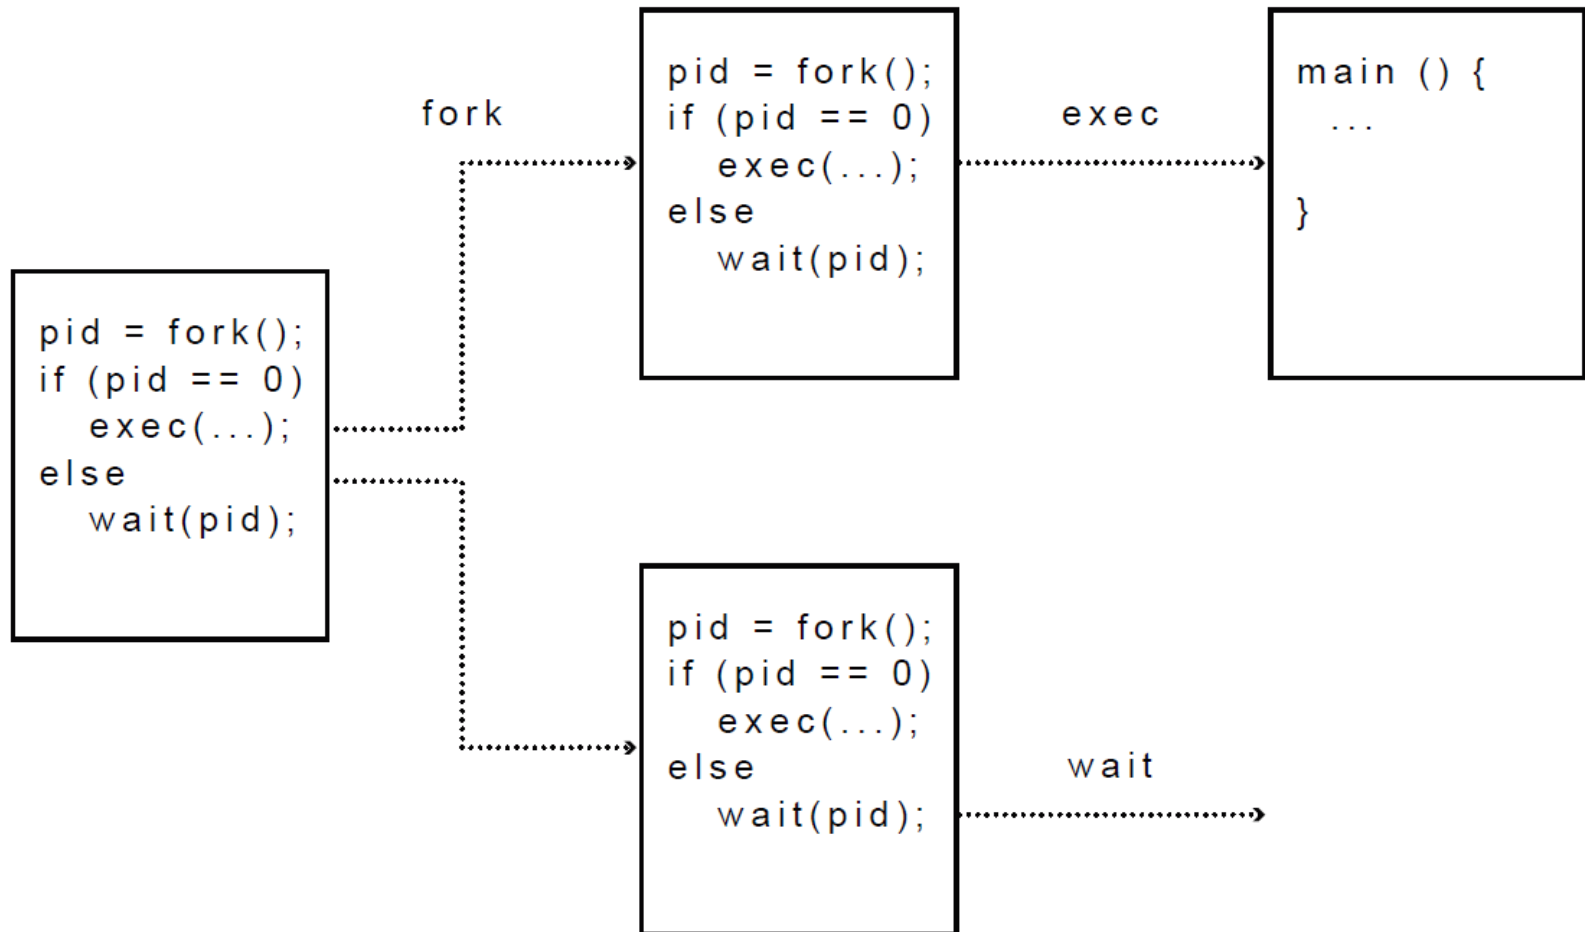 pid = fork();
if (pid == 0)
exec(...);
else
wait(pid);
fork
pid = fork();
if (pid == 0)
exec(...);
else
wait(pid);
exec
main () {
...
}
pid = fork();
if (pid == 0)
exec(...);
else
wait(pid);
wait